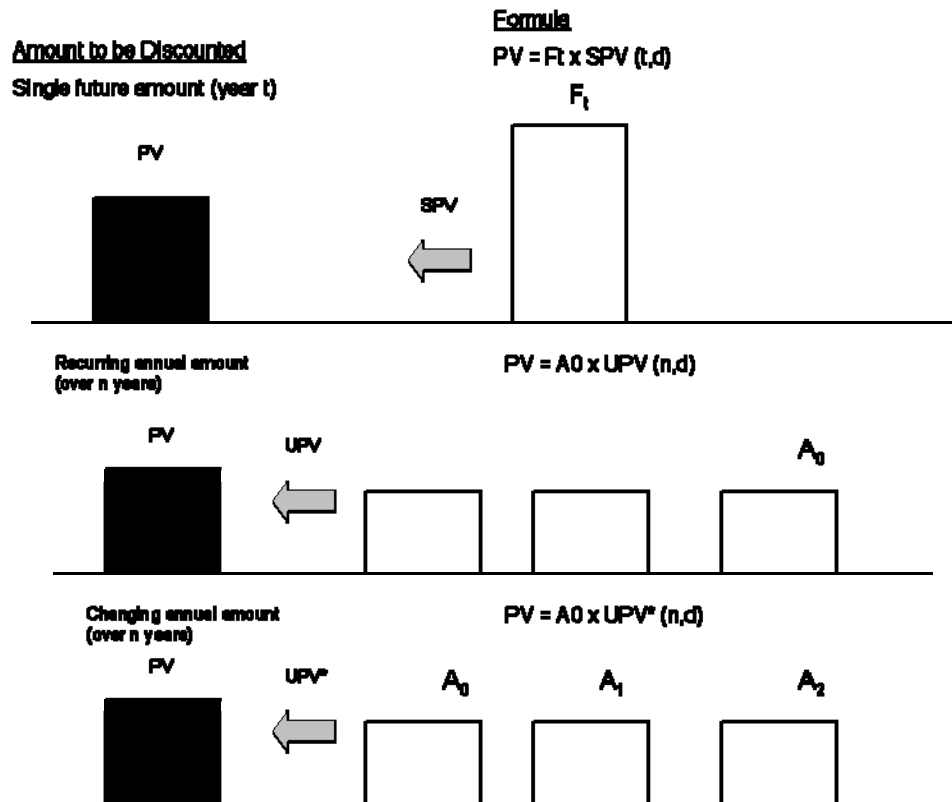 Amount to be Discounted
Single future amount (year t)
Formula
PV = Ft x SPV (t,d)
Ft
PV
SPV
Recurring annual amount
(over n years)
PV = A0 x UPV (n,d)
PV
UPV
A0
Changing annual amount
(over n years)
PV = A0 x UPV* (n,d)
PV
UPV*
A0
A1
A2